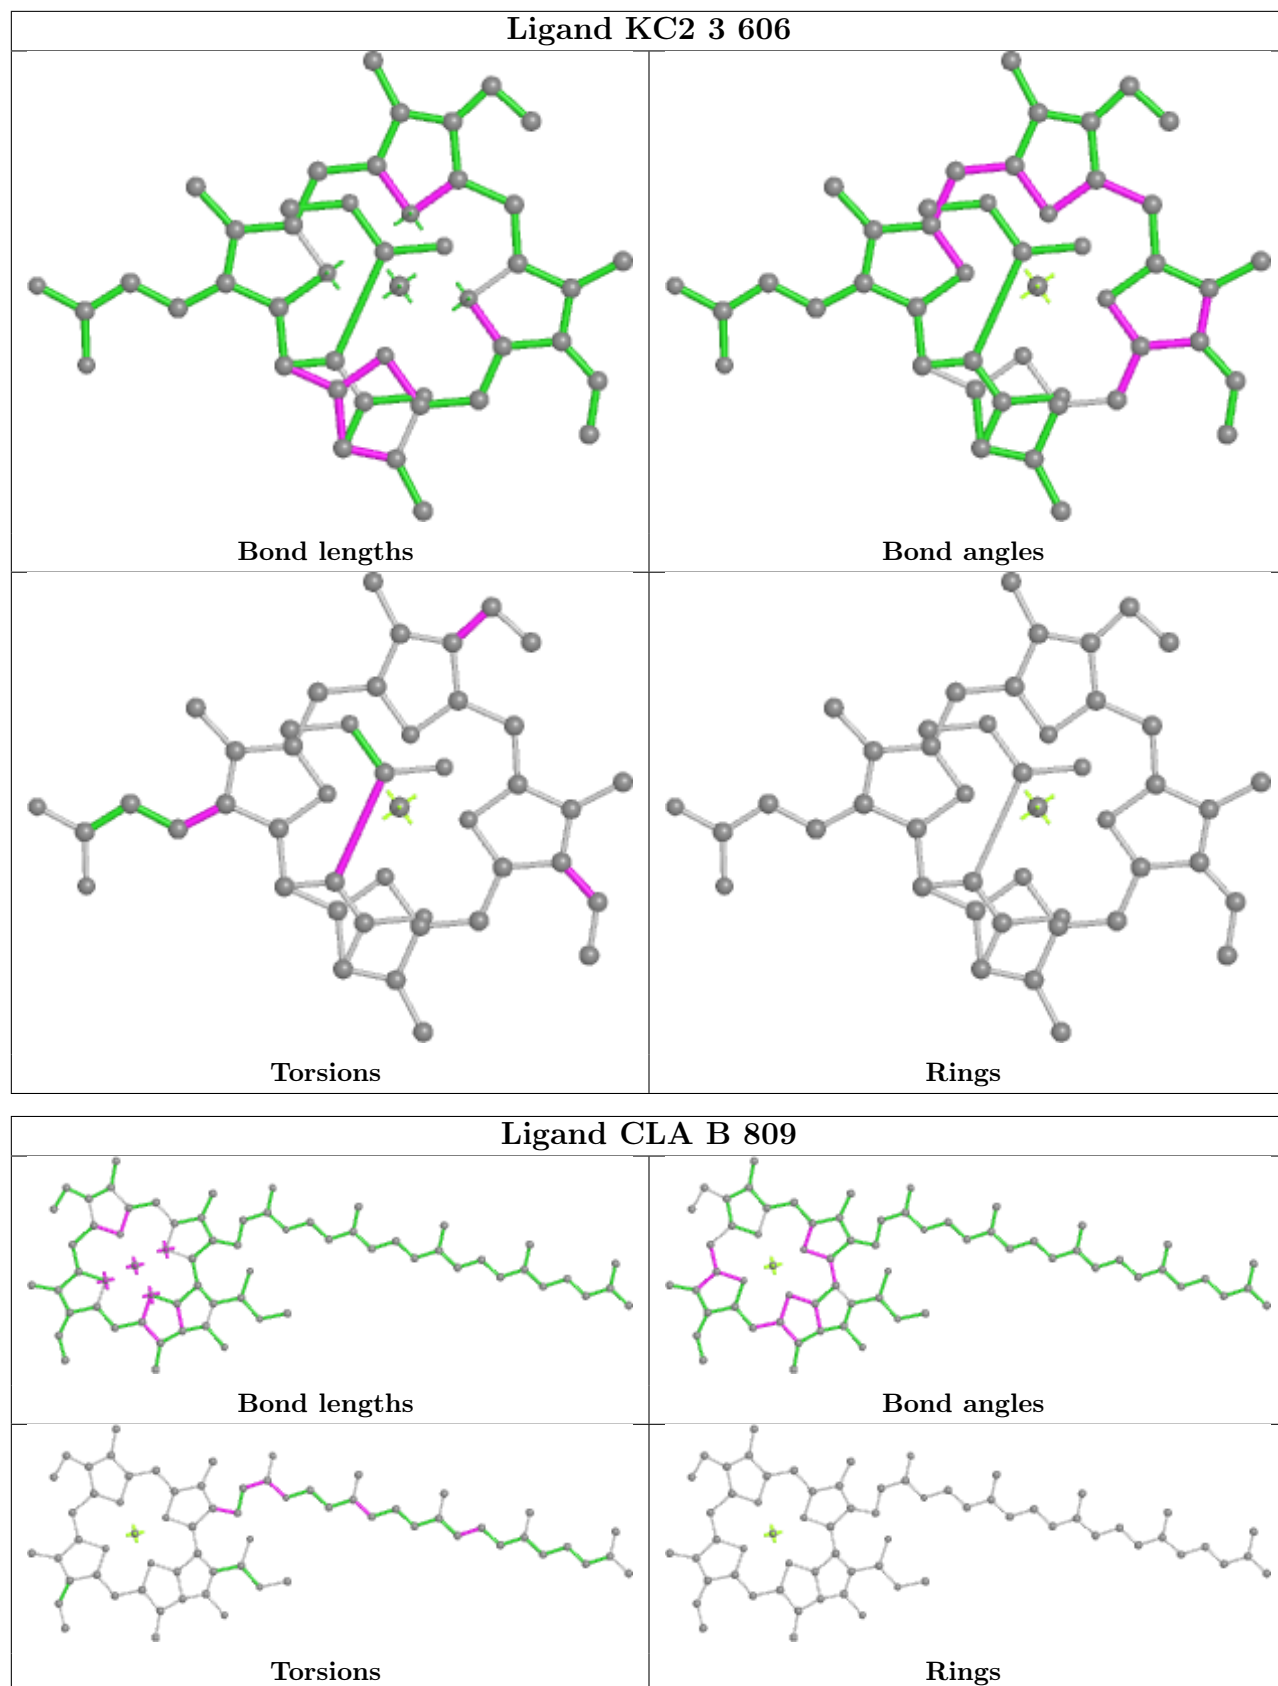 Ligand KC2 3 606
Bond lengths
Bond angles
Torsions
Rings
Ligand CLA B 809
Bond lengths
Bond angles
Torsions
Rings